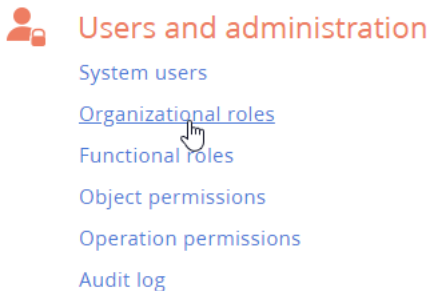 Users and administration
System users
Organizational roles
Functional roles
Object permissions
Operation permissions
Audit log